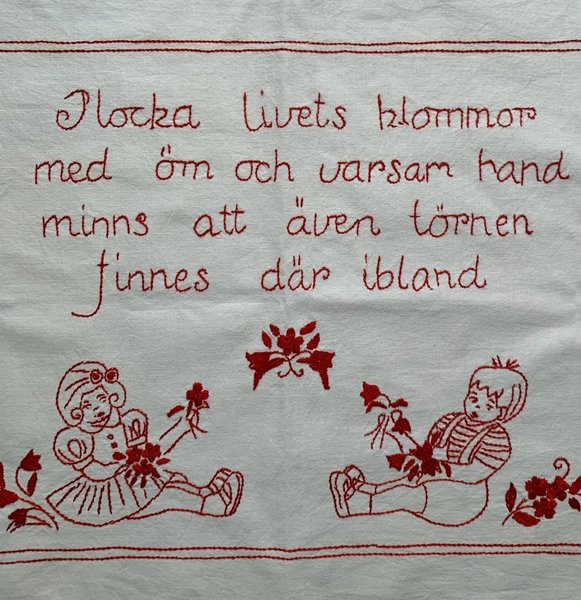 Plocka livets blommor
med öm och varsam hand
minns att även törnen
finnes där ibland